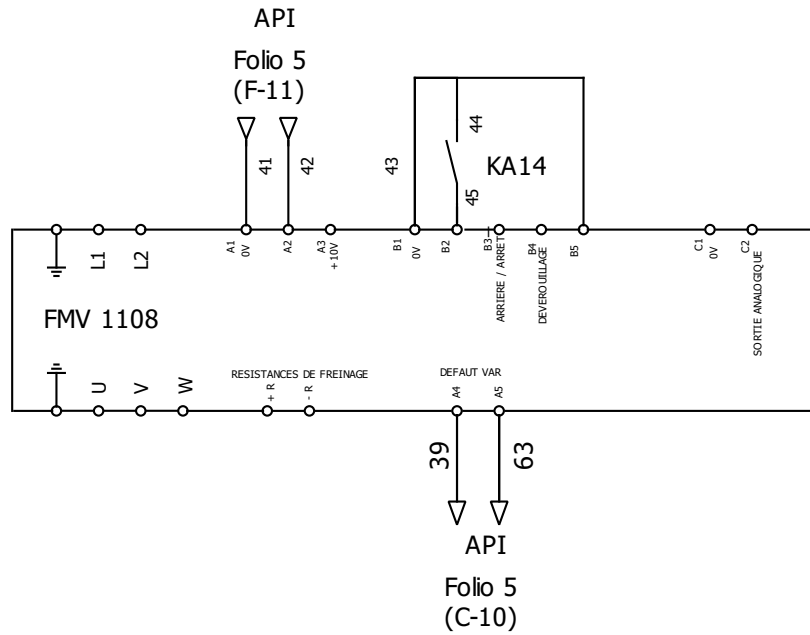 API
Folio 5
(F-11)
41
42
43
44
45
KA14
L1
L2
A1
0V
A2
A3
+10V
B1
0V
B2
B3
ARRIERE / ARRET
B4
DEVEROUILLAGE
B5
C1
0V
C2
SORTIE ANALOGIQUE
FMV 1108
U
V
W
RESISTANCES DE FREINAGE
+ R
- R
DEFAUT VAR
A4
A5
39
63
API
Folio 5
(C-10)